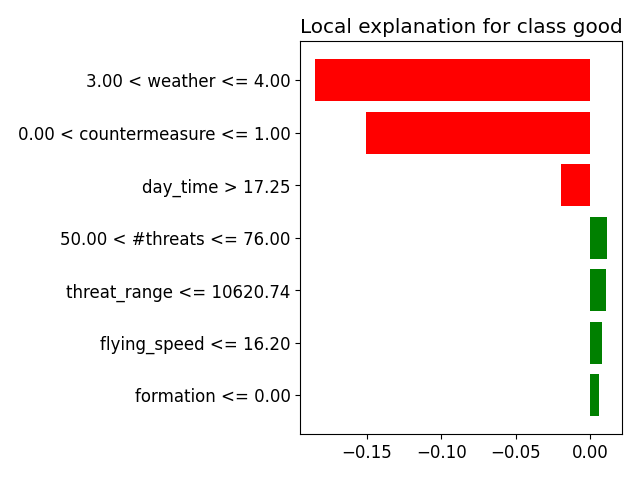 Local explanation for class good
3.00 < weather <= 4.00
0.00 < countermeasure <= 1.00
day_time > 17.25
50.00 < #threats <= 76.00
threat_range <= 10620.74
flying_speed <= 16.20
formation <= 0.00
−0.15 −0.10 −0.05 0.00